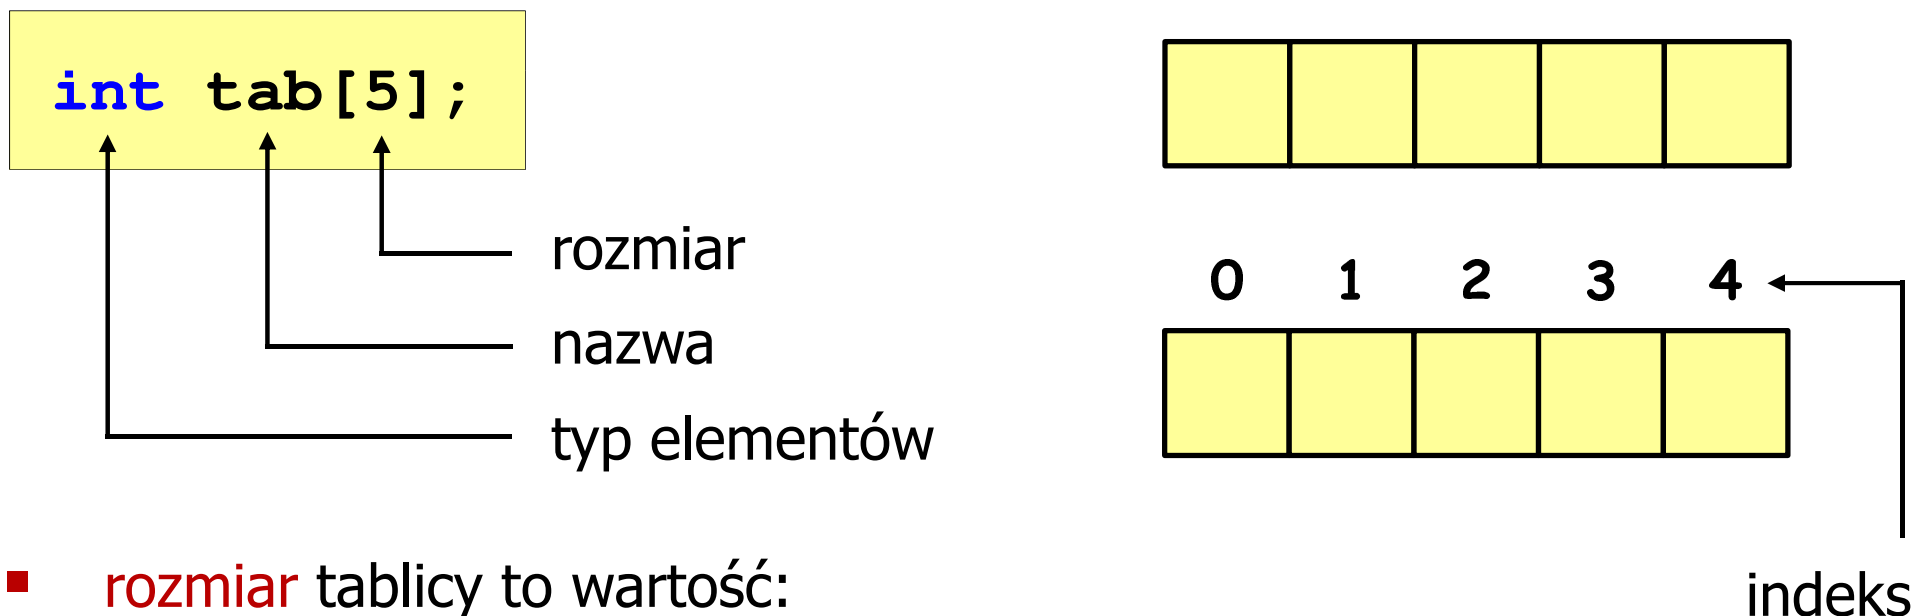 int tab[5];
rozmiar
nazwa
typ elementów
0 1 2 3 4
▪ rozmiar tablicy to wartość:
indeks